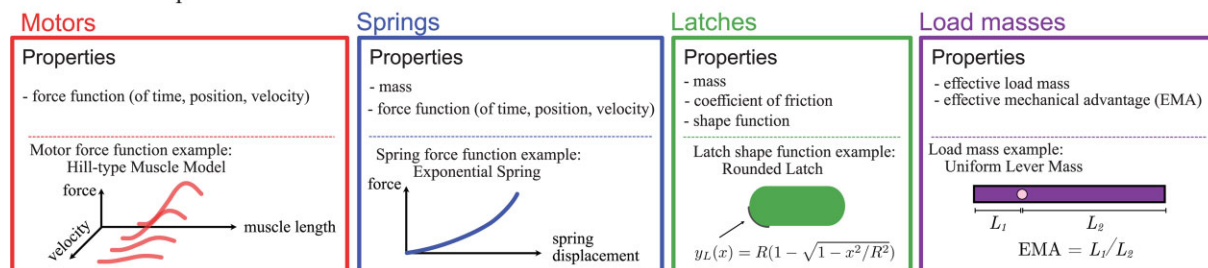 Motors
Properties
- force function (of time, position, velocity)
Motor force function example:
Hill-type Muscle Model
force
velocity
muscle length
Springs
Properties
- mass
- force function (of time, position, velocity)
Spring force function example:
Exponential Spring
force
spring
displacement
Latches
Properties
- mass
- coefficient of friction
- shape function
Latch shape function example:
Rounded Latch
y_L(x) = R(1 - √(1 - x²/R²))
Load masses
Properties
- effective load mass
- effective mechanical advantage (EMA)
Load mass example:
Uniform Lever Mass
L₁ L₂
EMA = L₁/L₂